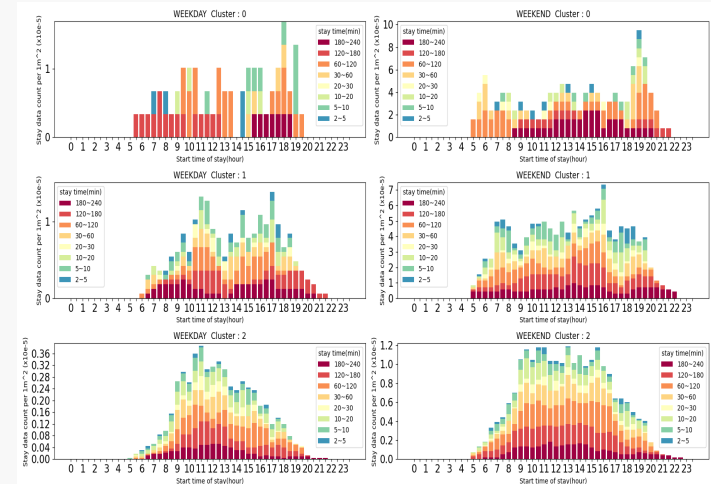 WEEKDAY Cluster : 0
Stay data count per 1m^2 (x10e-5)
1
0
stay time(min)
180~240
120~180
60~120
30~60
20~30
10~20
5~10
2~5
0 1 2 3 4 5 6 7 8 9 10 11 12 13 14 15 16 17 18 19 20 21 22 23
Start time of stay(hour)
WEEKEND Cluster : 0
Stay data count per 1m^2 (x10e-5)
10
8
6
4
2
0
stay time(min)
180~240
120~180
60~120
30~60
20~30
10~20
5~10
2~5
0 1 2 3 4 5 6 7 8 9 10 11 12 13 14 15 16 17 18 19 20 21 22 23
Start time of stay(hour)
WEEKDAY Cluster : 1
Stay data count per 1m^2 (x10e-5)
1
0
stay time(min)
180~240
120~180
60~120
30~60
20~30
10~20
5~10
2~5
0 1 2 3 4 5 6 7 8 9 10 11 12 13 14 15 16 17 18 19 20 21 22 23
Start time of stay(hour)
WEEKEND Cluster : 1
Stay data count per 1m^2 (x10e-5)
7
6
5
4
3
2
1
0
stay time(min)
180~240
120~180
60~120
30~60
20~30
10~20
5~10
2~5
0 1 2 3 4 5 6 7 8 9 10 11 12 13 14 15 16 17 18 19 20 21 22 23
Start time of stay(hour)
WEEKDAY Cluster : 2
Stay data count per 1m^2 (x10e-5)
0.36
0.32
0.28
0.24
0.20
0.16
0.12
0.08
0.04
0.00
stay time(min)
180~240
120~180
60~120
30~60
20~30
10~20
5~10
2~5
0 1 2 3 4 5 6 7 8 9 10 11 12 13 14 15 16 17 18 19 20 21 22 23
Start time of stay(hour)
WEEKEND Cluster : 2
Stay data count per 1m^2 (x10e-5)
1.2
1.0
0.8
0.6
0.4
0.2
0.0
stay time(min)
180~240
120~180
60~120
30~60
20~30
10~20
5~10
2~5
0 1 2 3 4 5 6 7 8 9 10 11 12 13 14 15 16 17 18 19 20 21 22 23
Start time of stay(hour)